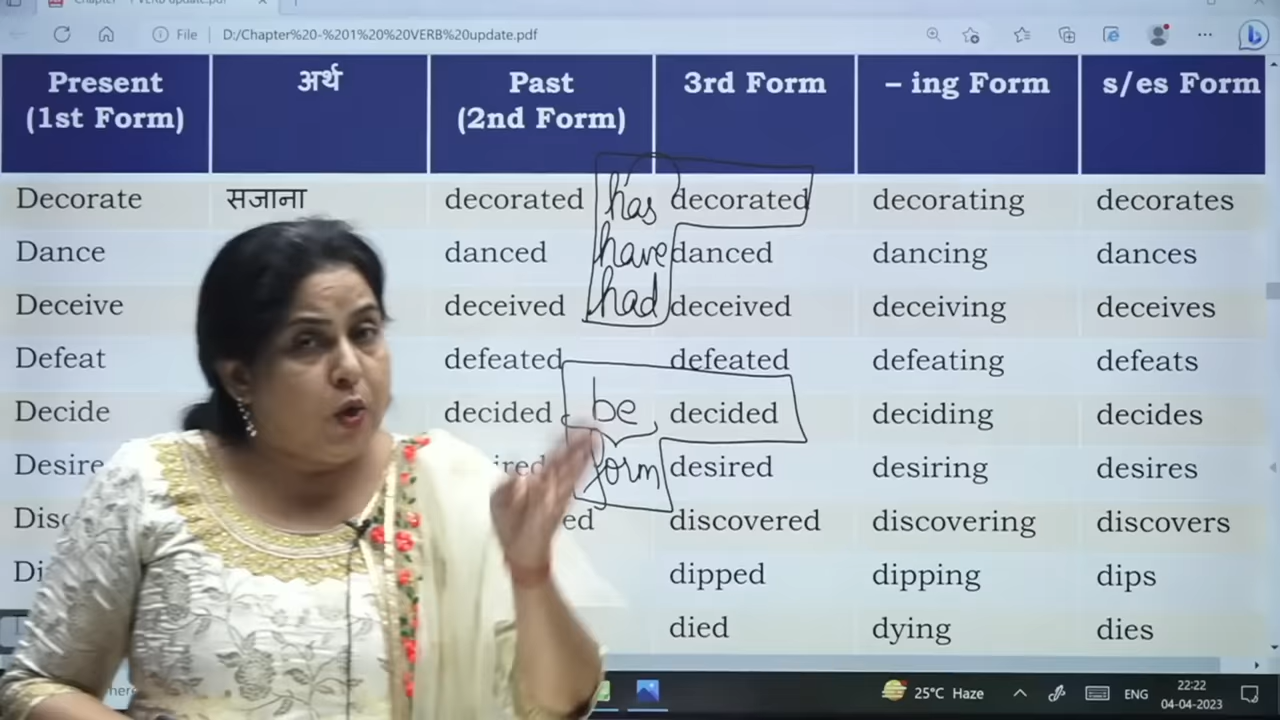 File D:/Chapter%20-%201%20%20VERB%20update.pdf
Present (1st Form) अर्थ Past (2nd Form) 3rd Form – ing Form s/es Form
Decorate सजाना decorated has decorated decorating decorates
Dance danced have danced dancing dances
Deceive deceived had deceived deceiving deceives
Defeat defeated defeated defeating defeats
Decide decided be decided deciding decides
Desire form desired desiring desires
discovered discovering discovers
dipped dipping dips
died dying dies
25°C Haze ENG 22:22
04-04-2023